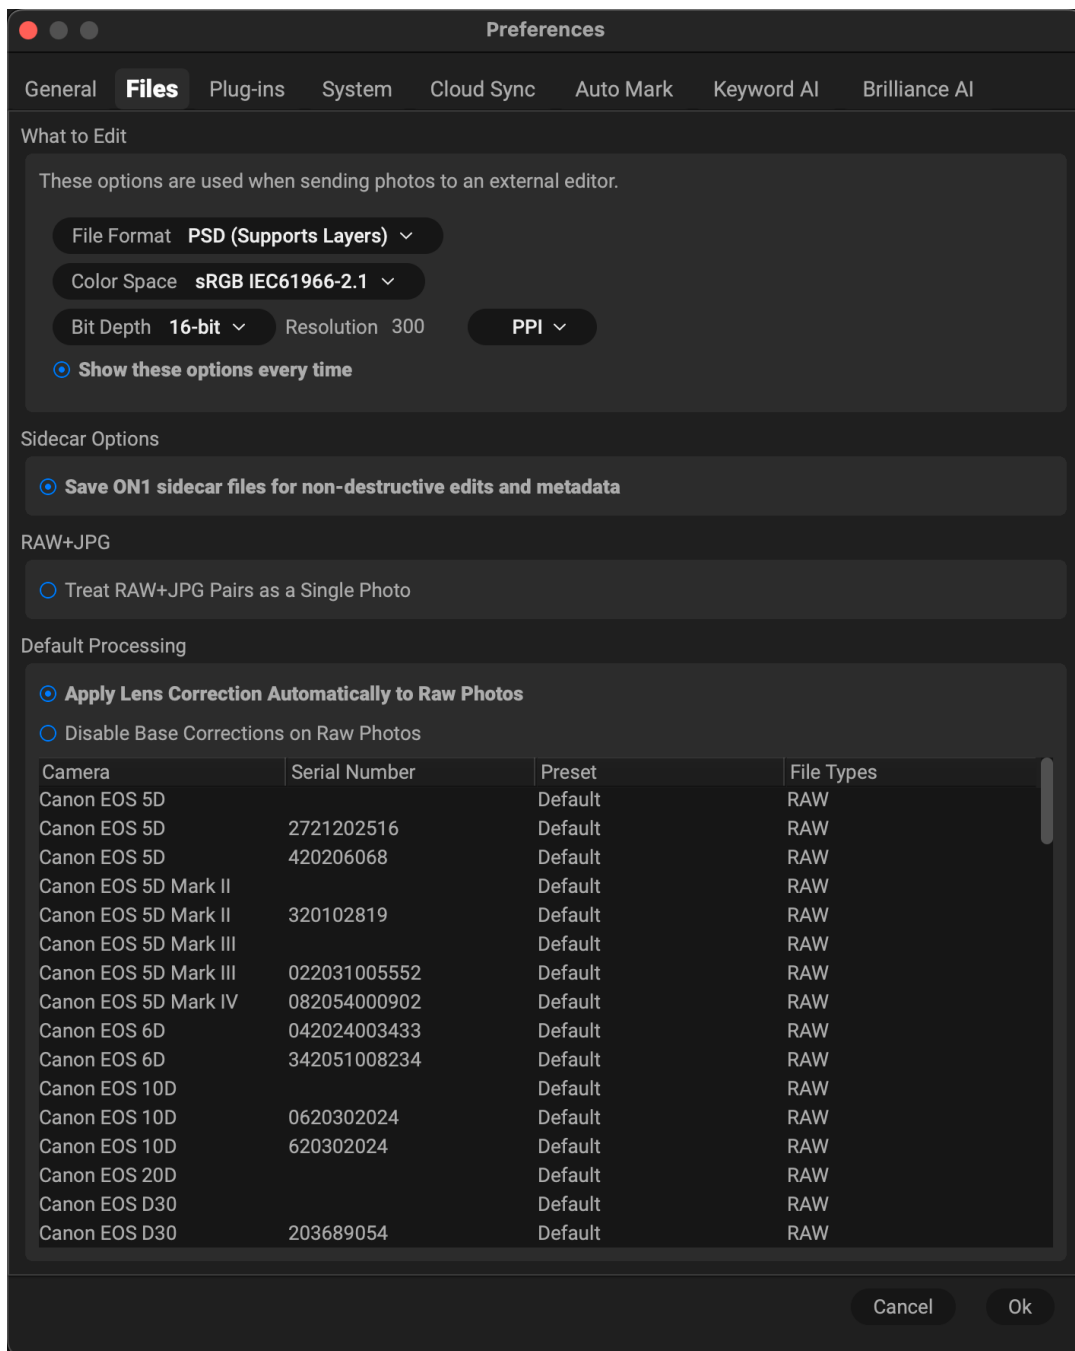 Preferences
General Files Plug-ins System Cloud Sync Auto Mark Keyword AI Brilliance AI
What to Edit
These options are used when sending photos to an external editor.
File Format PSD (Supports Layers)
Color Space sRGB IEC61966-2.1
Bit Depth 16-bit Resolution 300 PPI
Show these options every time
Sidecar Options
Save ON1 sidecar files for non-destructive edits and metadata
RAW+JPG
Treat RAW+JPG Pairs as a Single Photo
Default Processing
Apply Lens Correction Automatically to Raw Photos
Disable Base Corrections on Raw Photos
Camera Serial Number Preset File Types
Canon EOS 5D Default RAW
Canon EOS 5D 2721202516 Default RAW
Canon EOS 5D 420206068 Default RAW
Canon EOS 5D Mark II Default RAW
Canon EOS 5D Mark II 320102819 Default RAW
Canon EOS 5D Mark III Default RAW
Canon EOS 5D Mark III 022031005552 Default RAW
Canon EOS 5D Mark IV 082054000902 Default RAW
Canon EOS 6D 042024003433 Default RAW
Canon EOS 6D 342051008234 Default RAW
Canon EOS 10D Default RAW
Canon EOS 10D 0620302024 Default RAW
Canon EOS 10D 620302024 Default RAW
Canon EOS 20D Default RAW
Canon EOS D30 Default RAW
Canon EOS D30 203689054 Default RAW
Cancel Ok